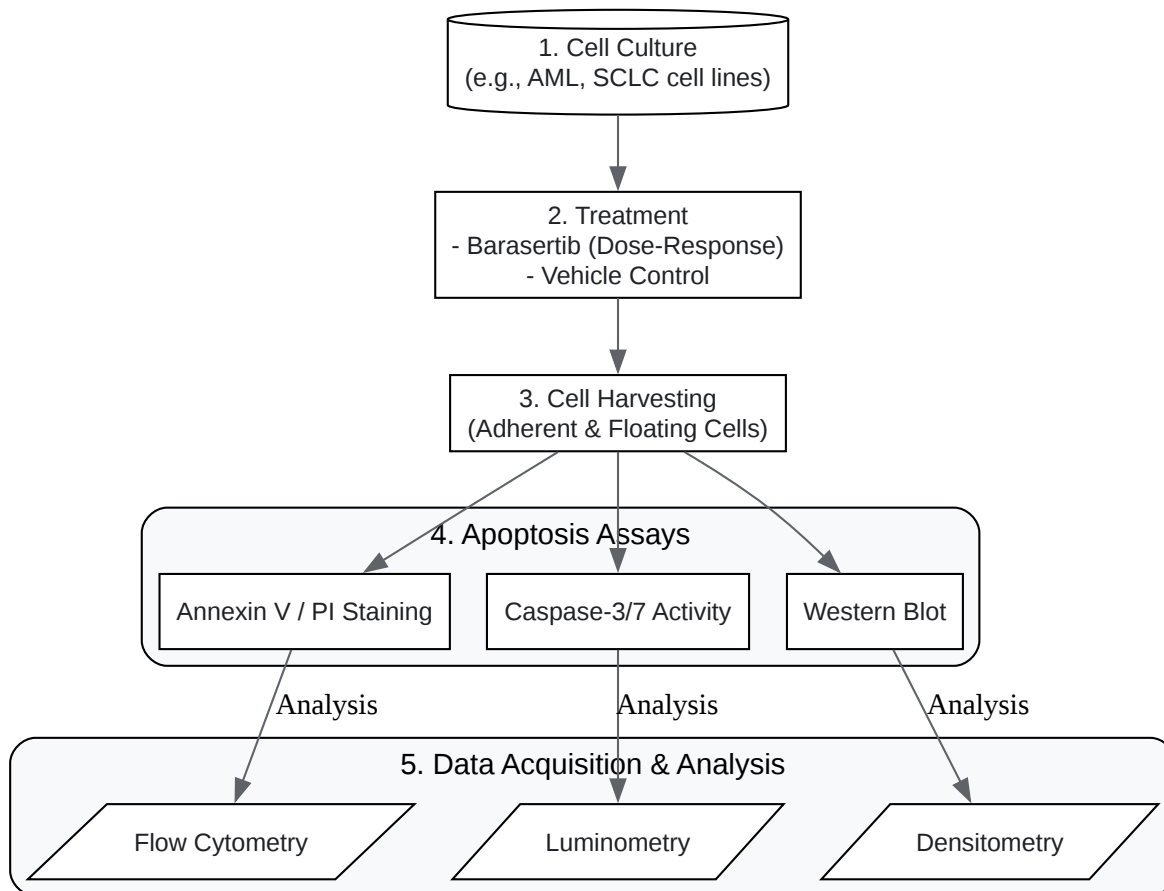 1. Cell Culture
(e.g., AML, SCLC cell lines)
2. Treatment
- Barasertib (Dose-Response)
- Vehicle Control
3. Cell Harvesting
(Adherent & Floating Cells)
4. Apoptosis Assays
Annexin V / PI Staining
Caspase-3/7 Activity
Western Blot
Analysis
Analysis
Analysis
5. Data Acquisition & Analysis
Flow Cytometry
Luminometry
Densitometry